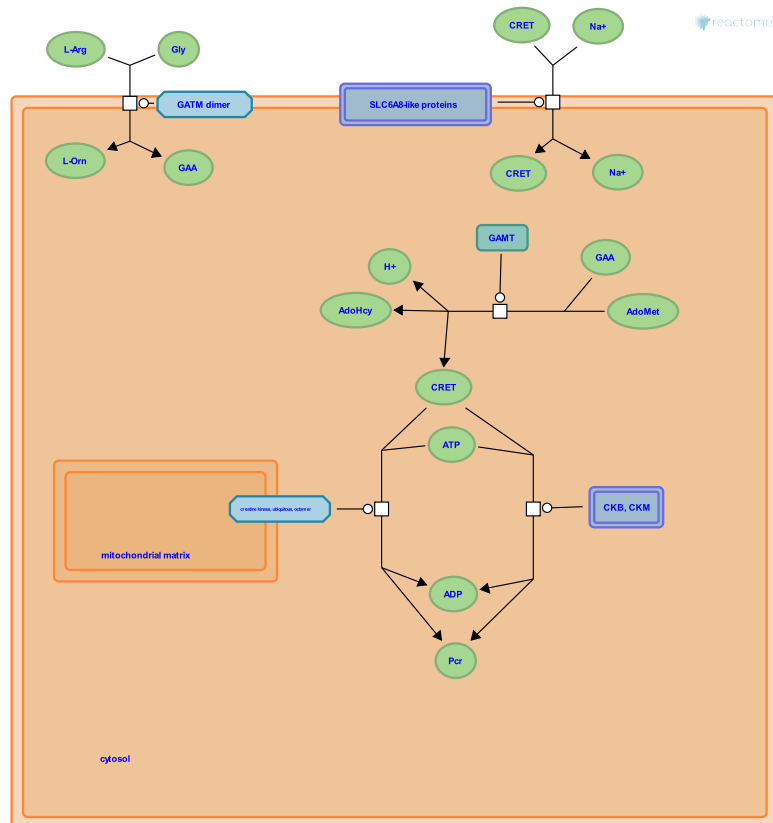 reactome
CRET
Na+
L-Arg
Gly
GATM dimer
SLC6A8-like proteins
L-Orn
GAA
CRET
Na+
GAMT
GAA
H+
AdoHcy
AdoMet
CRET
ATP
creatine kinase, ubiquitous, octamer
CKB, CKM
mitochondrial matrix
ADP
Pcr
cytosol